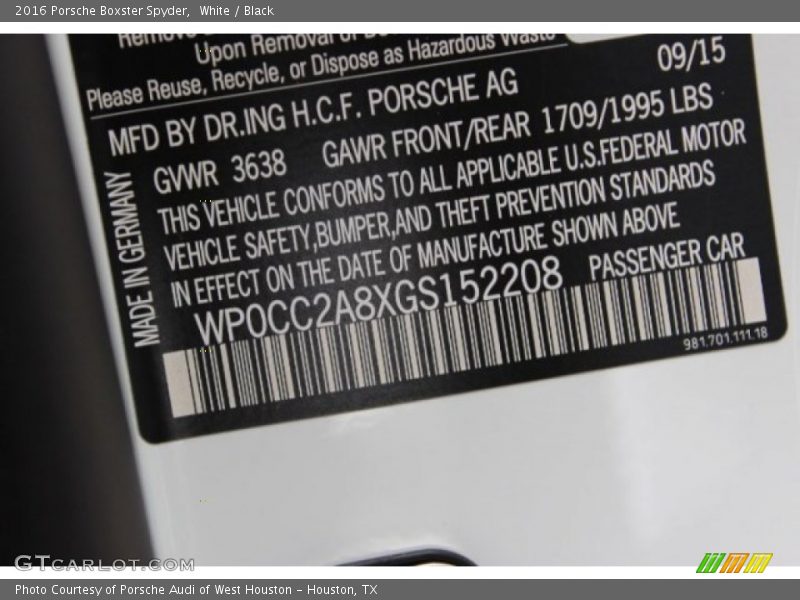 2016 Porsche Boxster Spyder, White / Black
Remove
Upon Removal or
Please Reuse, Recycle, or Dispose as Hazardous Waste
09/15
MFD BY DR.ING H.C.F. PORSCHE AG
GVWR 3638 GAWR FRONT/REAR 1709/1995 LBS
THIS VEHICLE CONFORMS TO ALL APPLICABLE U.S.FEDERAL MOTOR
VEHICLE SAFETY,BUMPER,AND THEFT PREVENTION STANDARDS
IN EFFECT ON THE DATE OF MANUFACTURE SHOWN ABOVE
WP0CC2A8XGS152208 PASSENGER CAR
MADE IN GERMANY
981.701.111.18
GTCARLOT.COM
Photo Courtesy of Porsche Audi of West Houston - Houston, TX